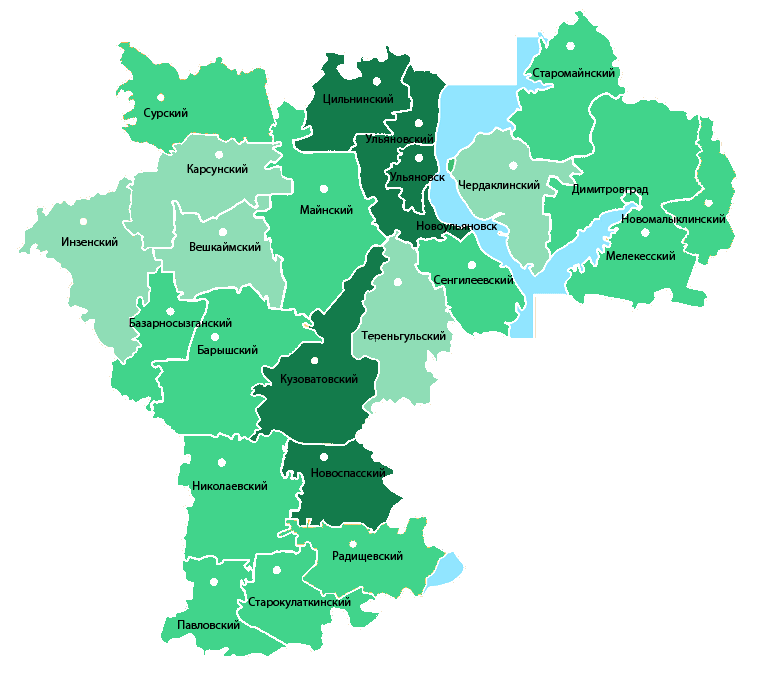 Старомайнский
Цильнинский
Сурский
Ульяновский
Карсунский
Ульяновск
Чердаклинский
Димитровград
Майнский
Новоульяновск
Новомалыклинский
Инзенский
Вешкаймский
Мелекесский
Сенгилеевский
Базарносызганский
Тереньгульский
Барышский
Кузоватовский
Новоспасский
Николаевский
Радищевский
Старокулаткинский
Павловский